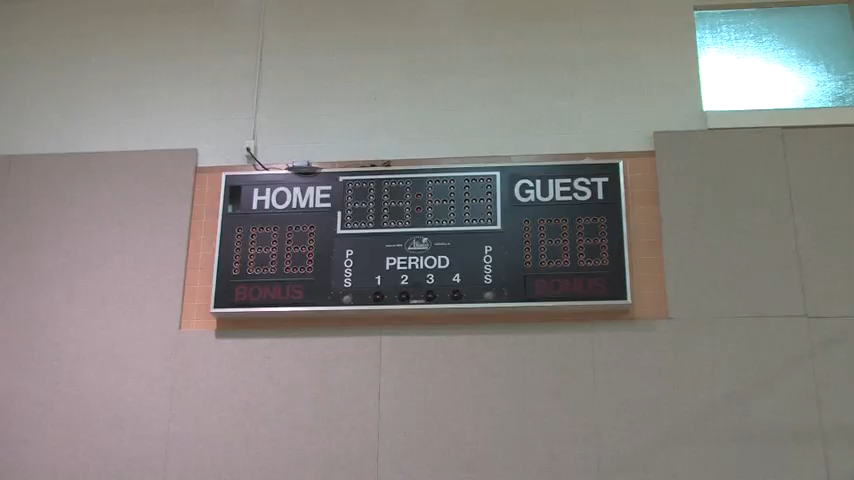 HOME
GUEST
POSS
PERIOD
POSS
1 2 3 4
BONUS
BONUS